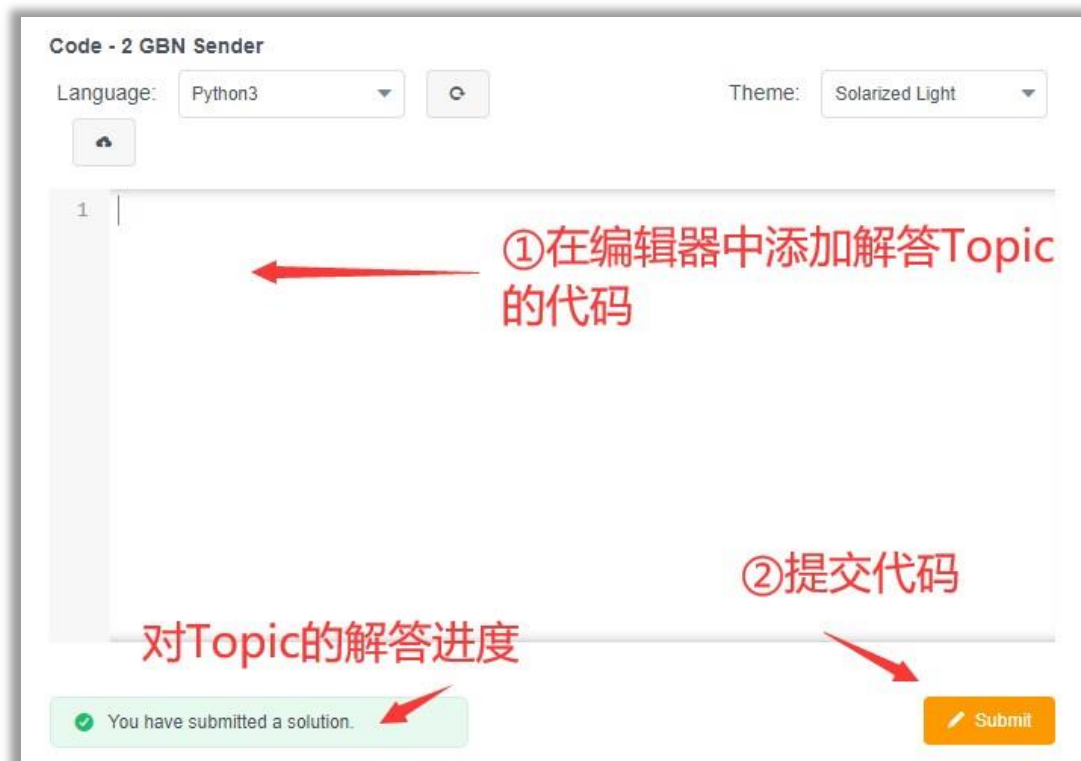 Code - 2 GBN Sender
Language: Python3 Theme: Solarized Light
1
①在编辑器中添加解答Topic
的代码
②提交代码
对Topic的解答进度
You have submitted a solution. Submit